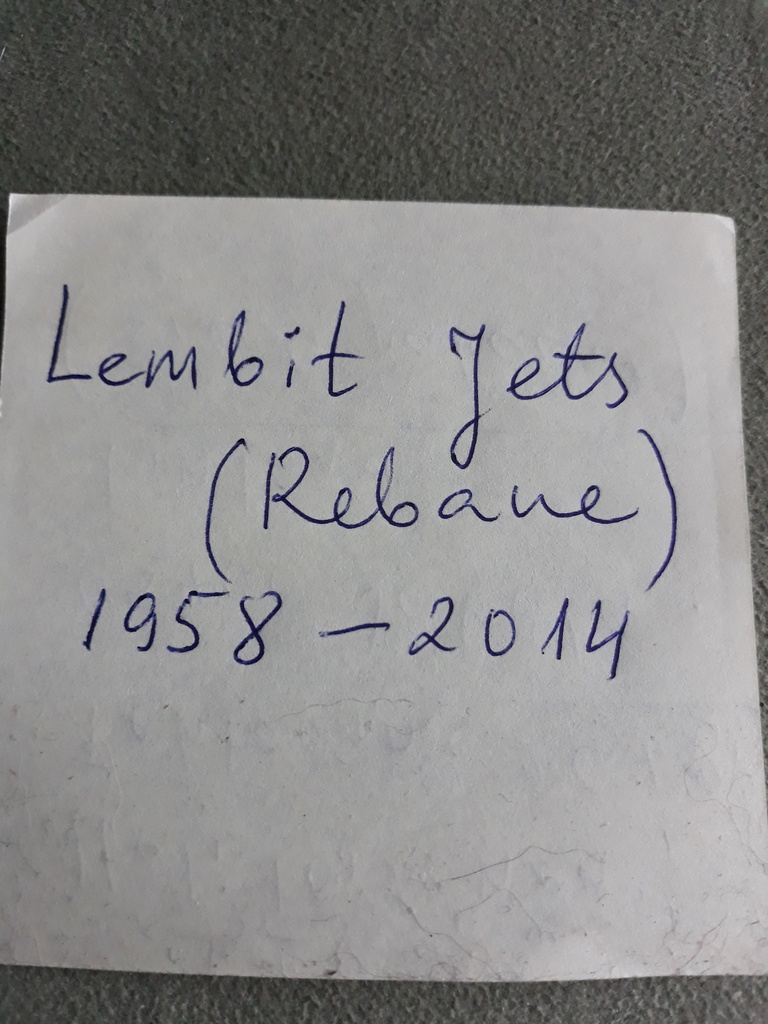 Lembit Jets
(Rebane)
1958 - 2014